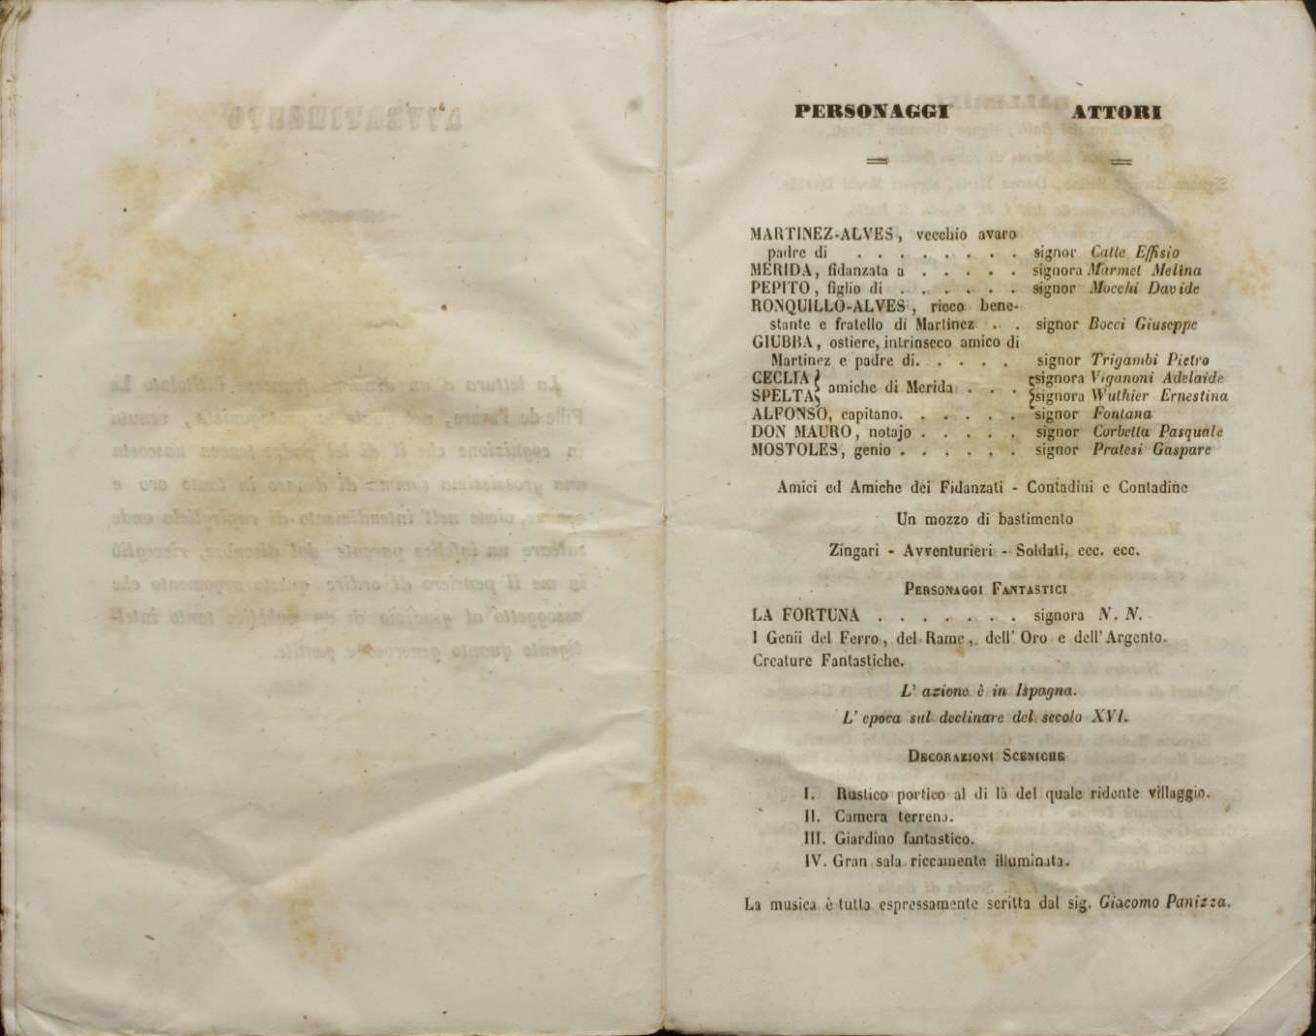 PERSONAGGI ATTORI
MARTINEZ-ALVES, vecchio avaro
padre di . . . . . . . . signor Catte Effisio
MERIDA, fidanzata a . . . . . signora Marmet Melina
PEPITO, figlio di . . . . . . signor Mocchi Davide
RONQUILLO-ALVES, ricco bene-
stante e fratello di Martinez . . signor Bocci Giuseppe
GIUBBA, ostiere, intrinseco amico di
Martinez e padre di. . . . . signor Trigambi Pietro
CECLIA } amiche di Merida . . . { signora Viganoni Adelaide
SPELTA } { signora Wuthier Ernestina
ALFONSO, capitano. . . . . . signor Fontana
DON MAURO, notajo . . . . . signor Corbetta Pasquale
MOSTOLES, genio . . . . . . signor Pratesi Gaspare
Amici ed Amiche dei Fidanzati - Contadini e Contadine
Un mozzo di bastimento
Zingari - Avventurieri - Soldati, ecc. ecc.
PERSONAGGI FANTASTICI
LA FORTUNA . . . . . . . signora N. N.
I Genii del Ferro, del Rame, dell' Oro e dell' Argento.
Creature Fantastiche.
L' azione è in Ispagna.
L' epoca sul declinare del secolo XVI.
DECORAZIONI SCENICHE
I. Rustico portico al di là del quale ridente villaggio.
II. Camera terrena.
III. Giardino fantastico.
IV. Gran sala riccamente illuminata.
La musica è tutta espressamente scritta dal sig. Giacomo Panizza.